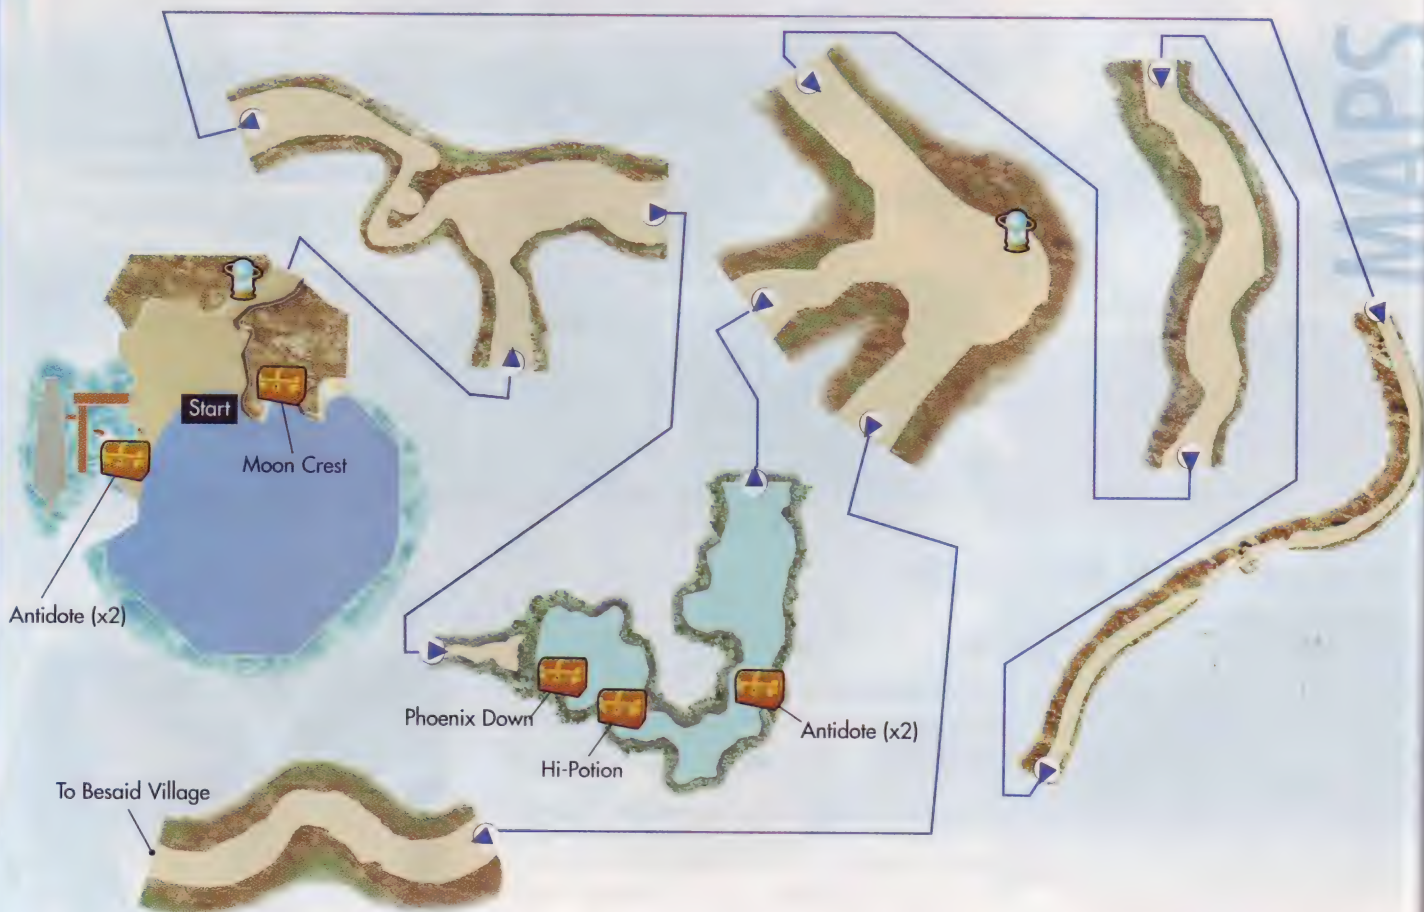 MAPS
Start
Moon Crest
Antidote (x2)
Phoenix Down
Hi-Potion
Antidote (x2)
To Besaid Village